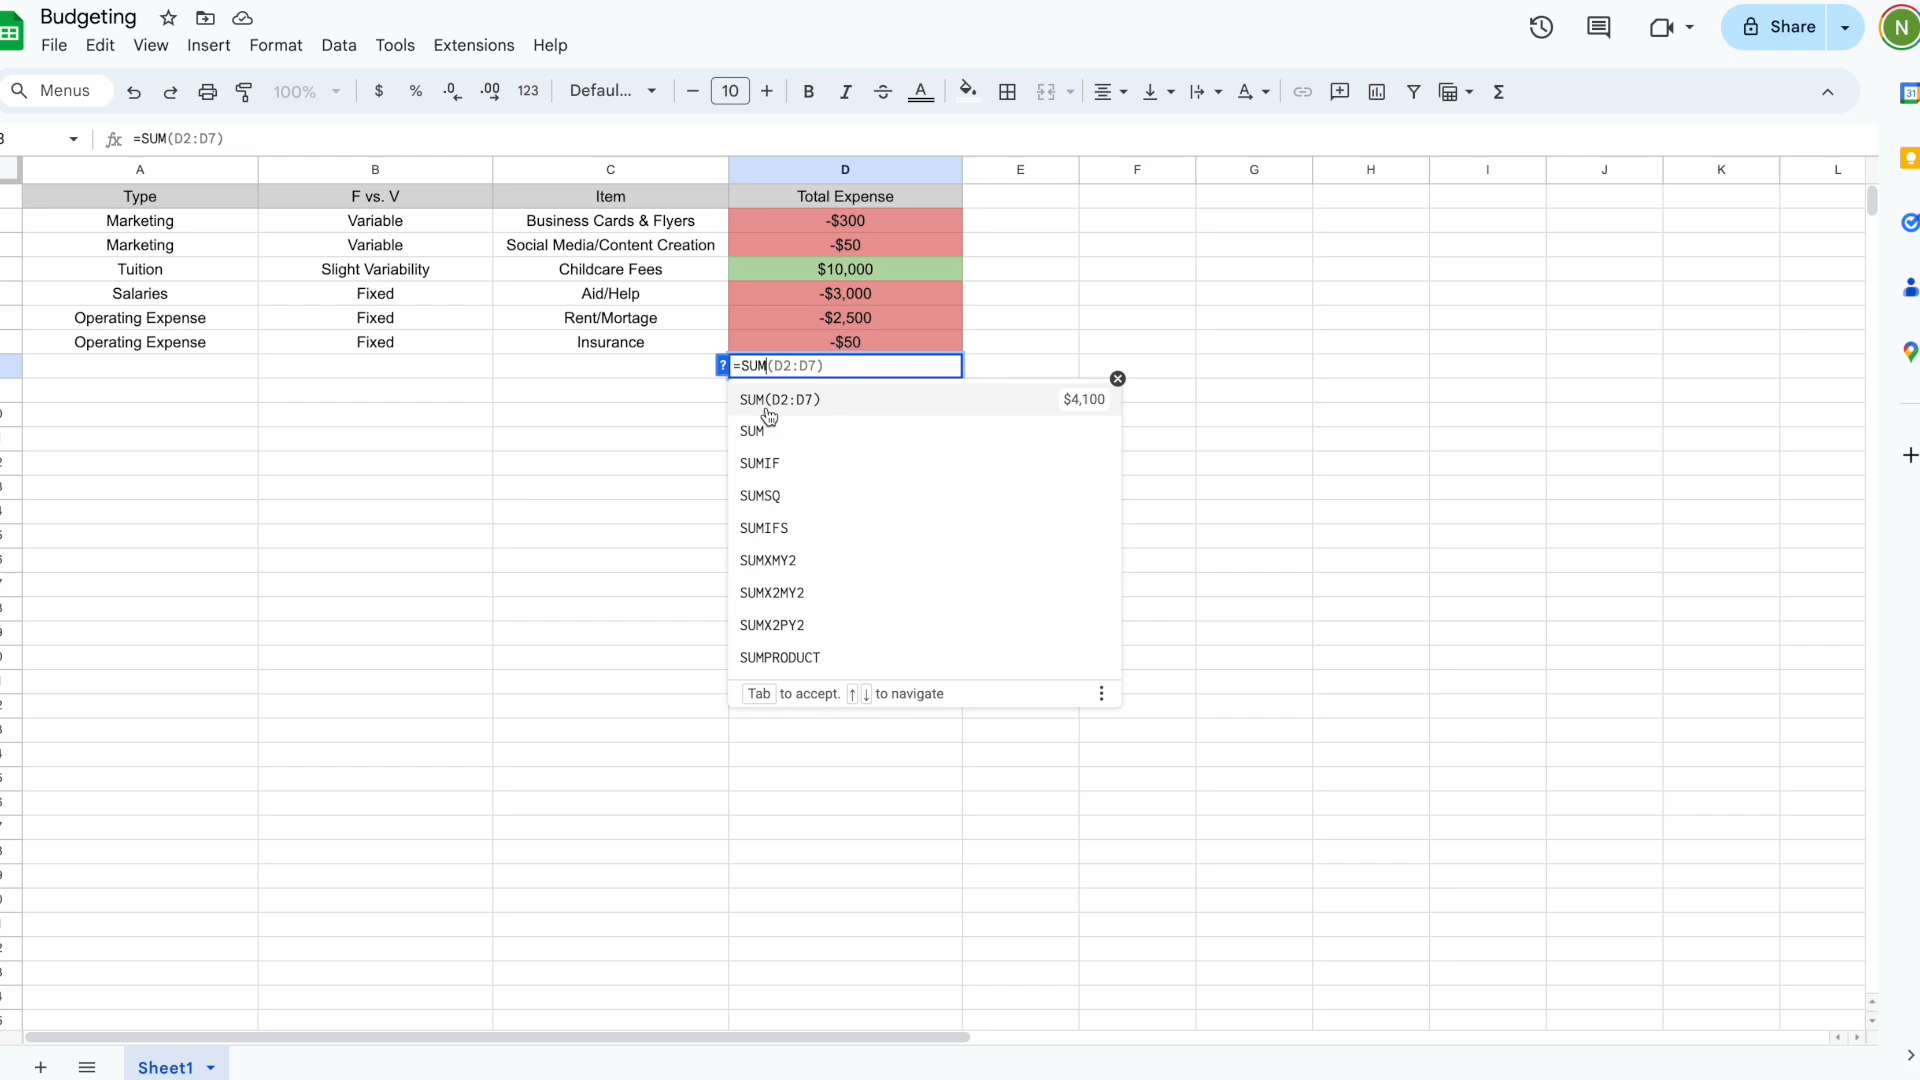 Budgeting
File Edit View Insert Format Data Tools Extensions Help
Share
N
Menus 100% $ % .0 .00 123 Defaul... 10 B I A Σ
31
fx =SUM(D2:D7)
A B C D E F G H I J K L
Type F vs. V Item Total Expense
Marketing Variable Business Cards & Flyers -$300
Marketing Variable Social Media/Content Creation -$50
Tuition Slight Variability Childcare Fees $10,000
Salaries Fixed Aid/Help -$3,000
Operating Expense Fixed Rent/Mortage -$2,500
Operating Expense Fixed Insurance -$50
? =SUM(D2:D7)
SUM(D2:D7) $4,100
SUM
SUMIF
SUMSQ
SUMIFS
SUMXMY2
SUMX2MY2
SUMX2PY2
SUMPRODUCT
Tab to accept. ↑ ↓ to navigate
Sheet1